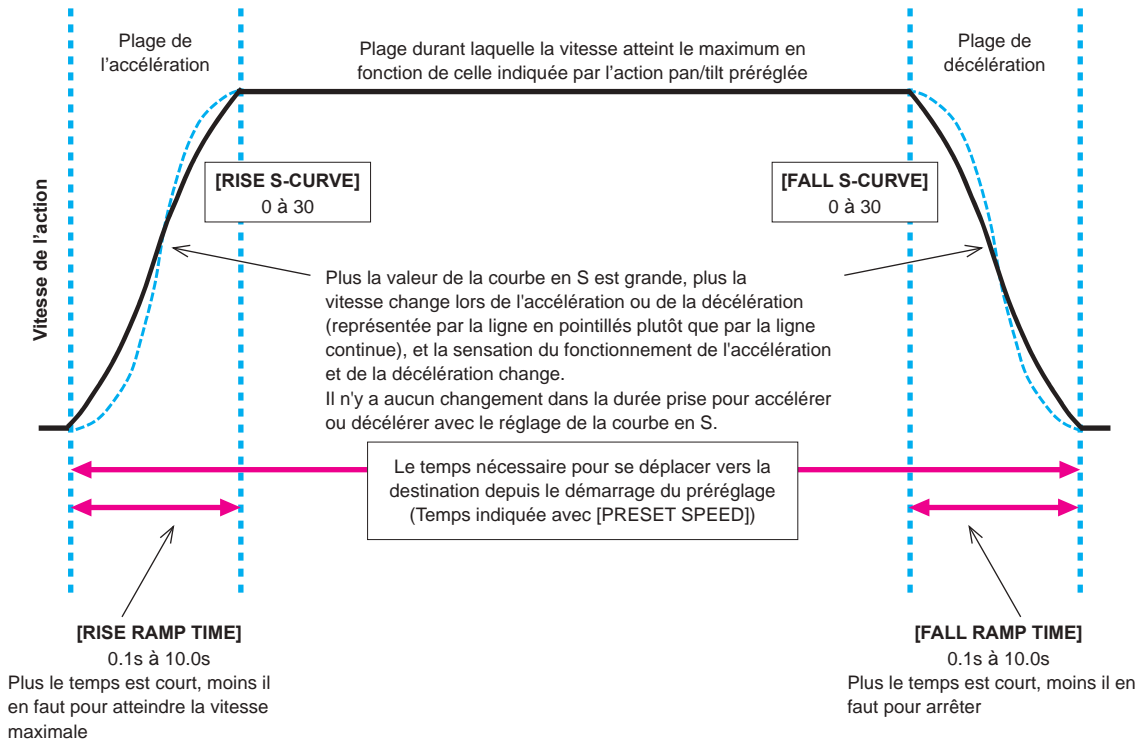 Plage de
l'accélération
Plage durant laquelle la vitesse atteint le maximum en
fonction de celle indiquée par l'action pan/tilt préréglée
Plage de
décélération
Vitesse de l'action
[RISE S-CURVE]
0 à 30
[FALL S-CURVE]
0 à 30
Plus la valeur de la courbe en S est grande, plus la
vitesse change lors de l'accélération ou de la décélération
(représentée par la ligne en pointillés plutôt que par la ligne
continue), et la sensation du fonctionnement de l'accélération
et de la décélération change.
Il n'y a aucun changement dans la durée prise pour accélérer
ou décélérer avec le réglage de la courbe en S.
Le temps nécessaire pour se déplacer vers la
destination depuis le démarrage du préréglage
(Temps indiquée avec [PRESET SPEED])
[RISE RAMP TIME]
0.1s à 10.0s
Plus le temps est court, moins il
en faut pour atteindre la vitesse
maximale
[FALL RAMP TIME]
0.1s à 10.0s
Plus le temps est court, moins il en
faut pour arrêter